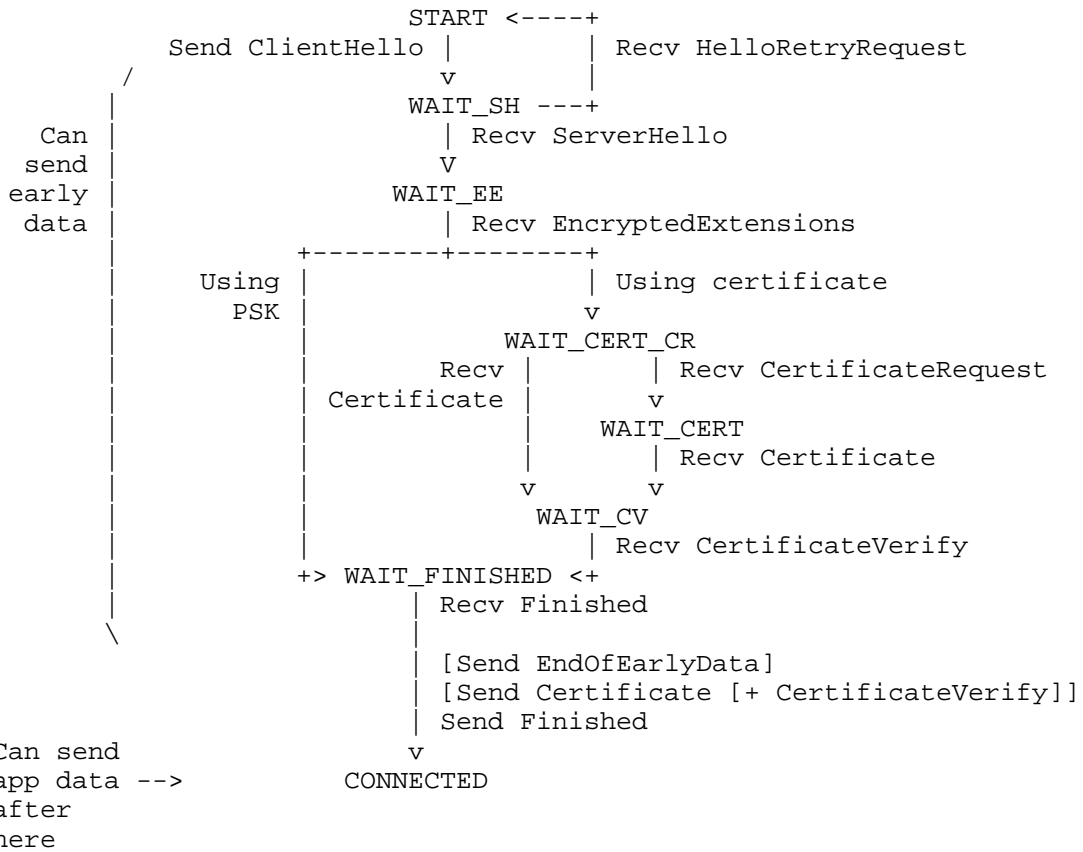 START <----+
Send ClientHello | | Recv HelloRetryRequest
/ v |
| WAIT_SH ---+
Can | | Recv ServerHello
send | V
early | WAIT_EE
data | | Recv EncryptedExtensions
| +--------+--------+
| Using | | Using certificate
| PSK | v
| | WAIT_CERT_CR
| | Recv | | Recv CertificateRequest
| | Certificate | v
| | | WAIT_CERT
| | | | Recv Certificate
| | v v
| | WAIT_CV
| | | Recv CertificateVerify
| +> WAIT_FINISHED <+
| | Recv Finished
\ |
| [Send EndOfEarlyData]
| [Send Certificate [+ CertificateVerify]]
| Send Finished
Can send v
app data --> CONNECTED
after
here